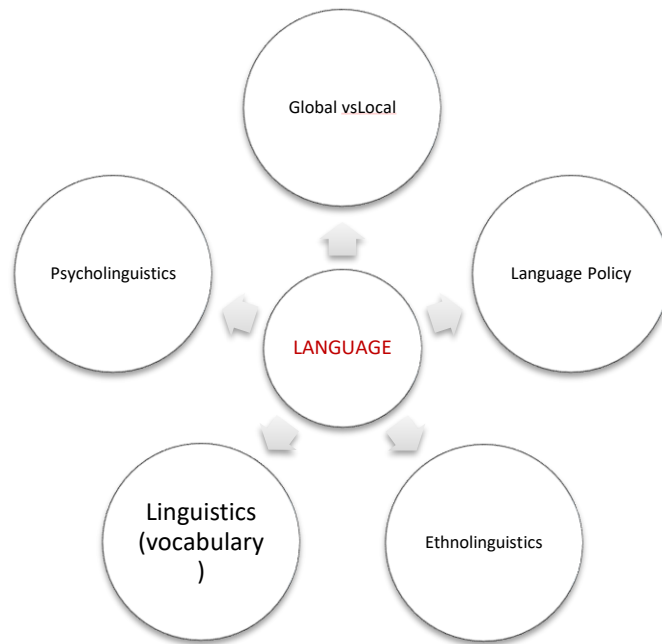 Global vsLocal
Psycholinguistics
Language Policy
LANGUAGE
Linguistics
(vocabulary
)
Ethnolinguistics